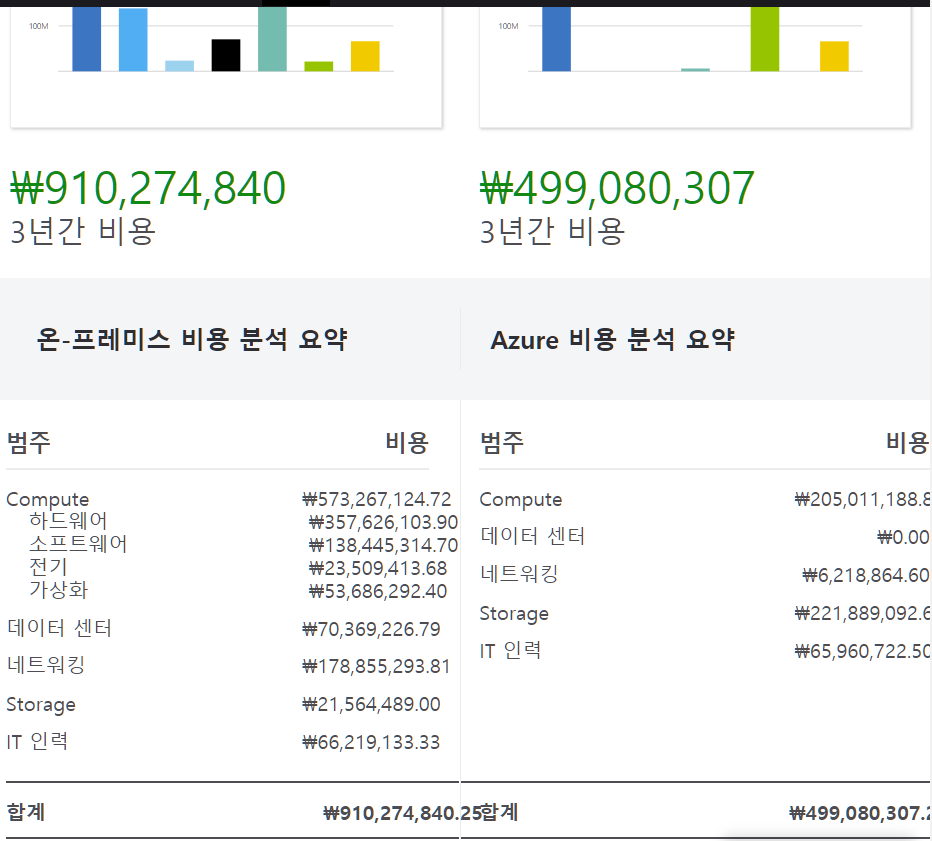 100M
100M
₩910,274,840
3년간 비용
₩499,080,307
3년간 비용
온-프레미스 비용 분석 요약
Azure 비용 분석 요약
범주 비용
Compute ₩573,267,124.72
하드웨어 ₩357,626,103.90
소프트웨어 ₩138,445,314.70
전기 ₩23,509,413.68
가상화 ₩53,686,292.40
데이터 센터 ₩70,369,226.79
네트워킹 ₩178,855,293.81
Storage ₩21,564,489.00
IT 인력 ₩66,219,133.33
합계 ₩910,274,840.25
범주 비용
Compute ₩205,011,188.8
데이터 센터 ₩0.00
네트워킹 ₩6,218,864.60
Storage ₩221,889,092.6
IT 인력 ₩65,960,722.50
합계 ₩499,080,307.2